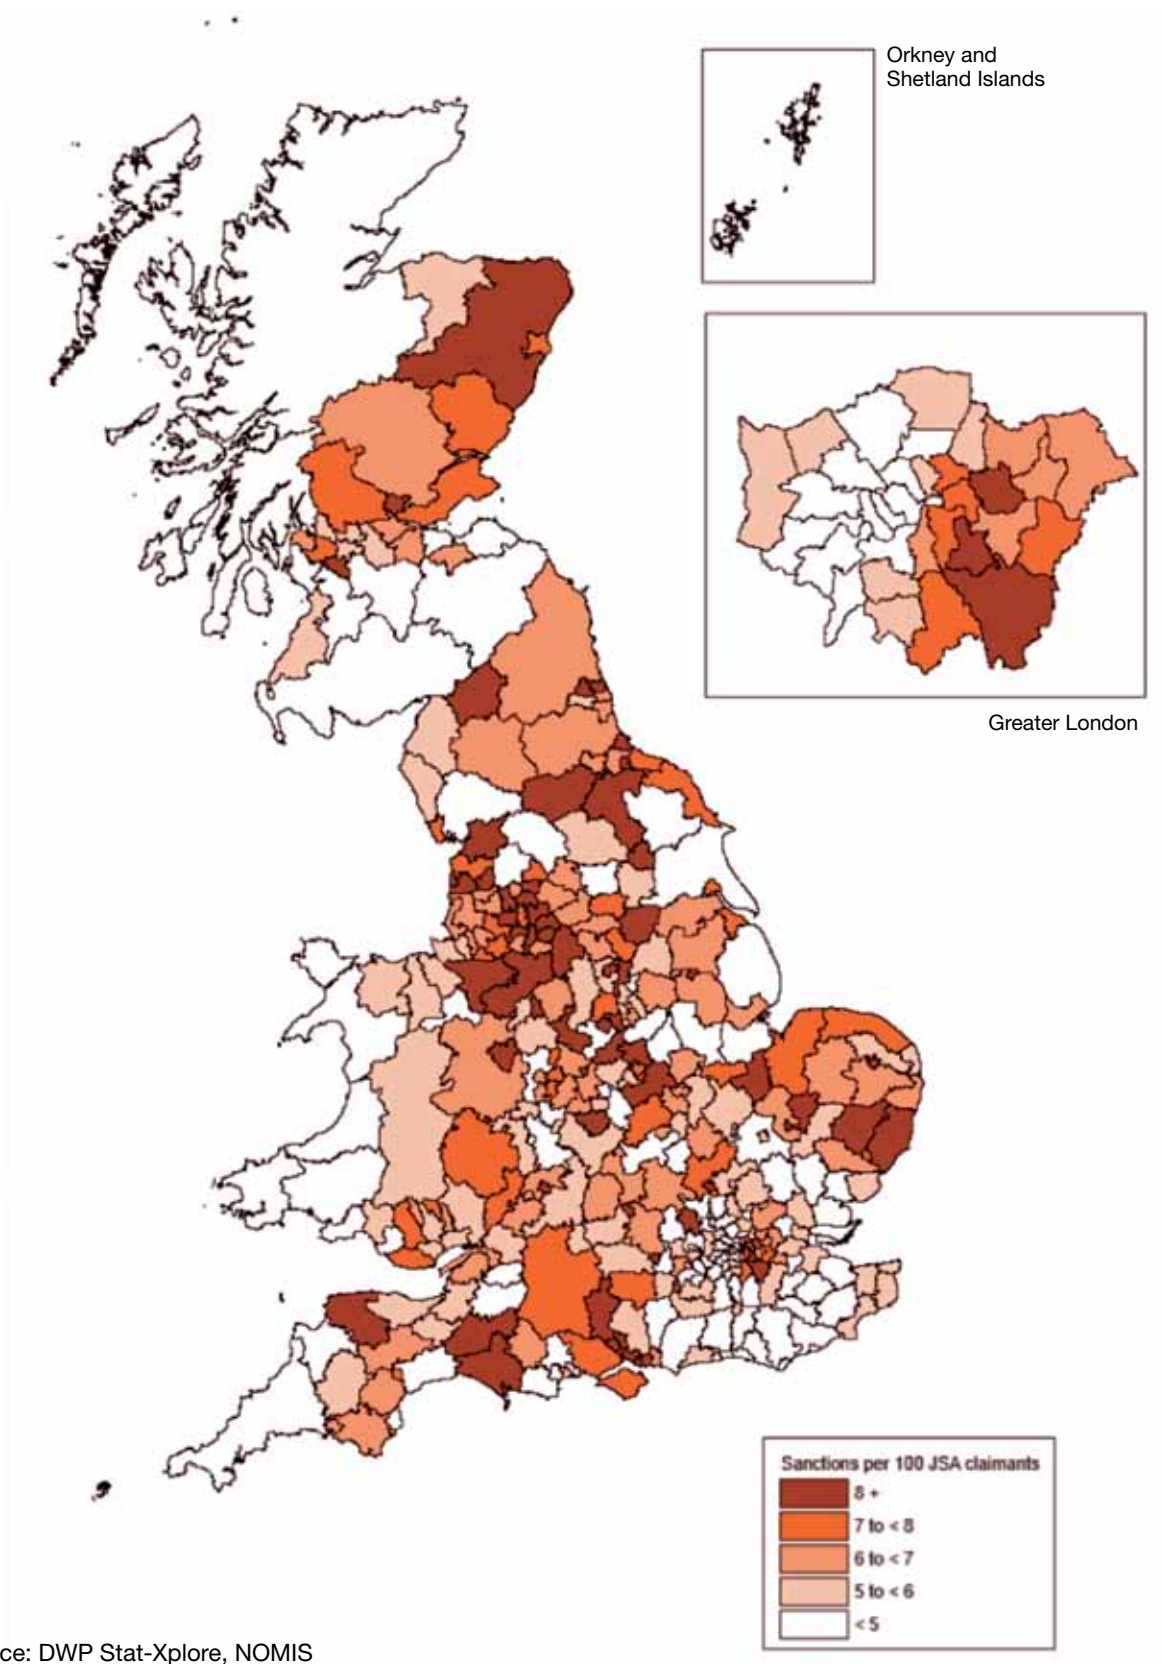 Orkney and
Shetland Islands
Greater London
Sanctions per 100 JSA claimants
8 +
7 to < 8
6 to < 7
5 to < 6
< 5
ce: DWP Stat-Xplore, NOMIS